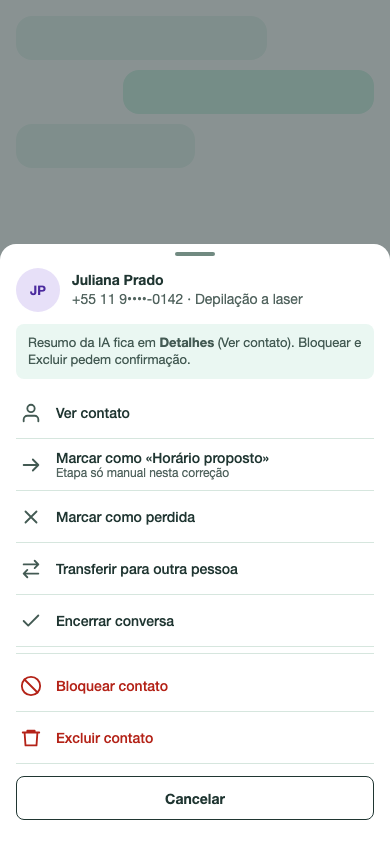 JP
Juliana Prado
+55 11 9••••-0142 · Depilação a laser
Resumo da IA fica em Detalhes (Ver contato). Bloquear e
Excluir pedem confirmação.
Ver contato
Marcar como «Horário proposto»
Etapa só manual nesta correção
Marcar como perdida
Transferir para outra pessoa
Encerrar conversa
Bloquear contato
Excluir contato
Cancelar